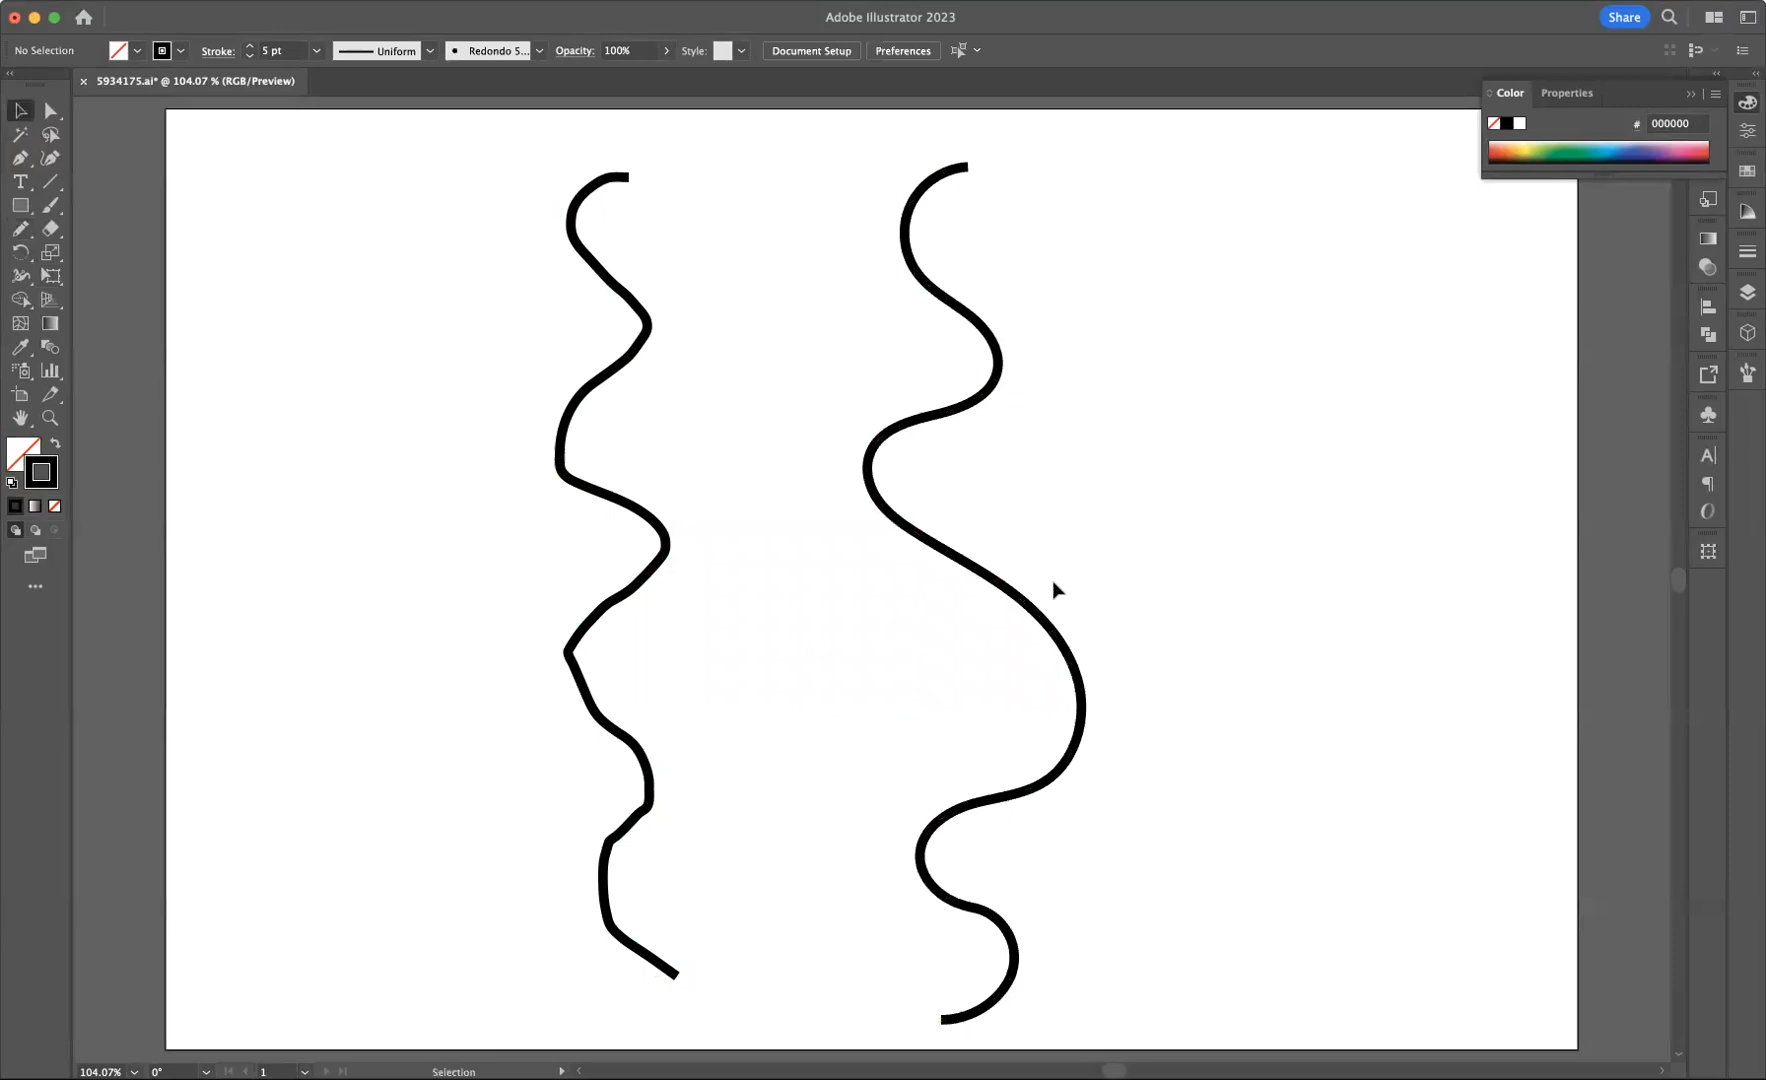 Adobe Illustrator 2023
Share
No Selection
Stroke:
5 pt
Uniform
Redondo 5...
Opacity:
100%
Style:
Document Setup
Preferences
× 5934175.ai* @ 104.07 % (RGB/Preview)
Color
Properties
# 000000
104.07%
0°
1
Selection